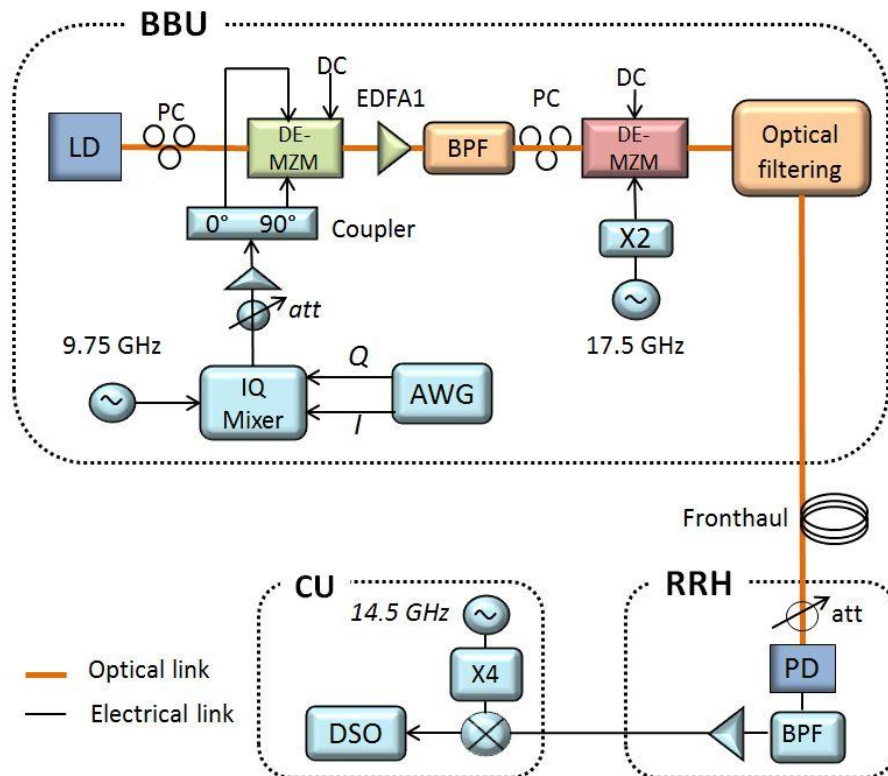 BBU
DC
EDFA1
PC
DC
PC
LD
DE-
MZM
BPF
DE-
MZM
Optical
filtering
0° 90°
Coupler
X2
att
9.75 GHz
17.5 GHz
IQ
Mixer
Q
I
AWG
Fronthaul
CU
RRH
14.5 GHz
att
X4
PD
Optical link
Electrical link
DSO
BPF